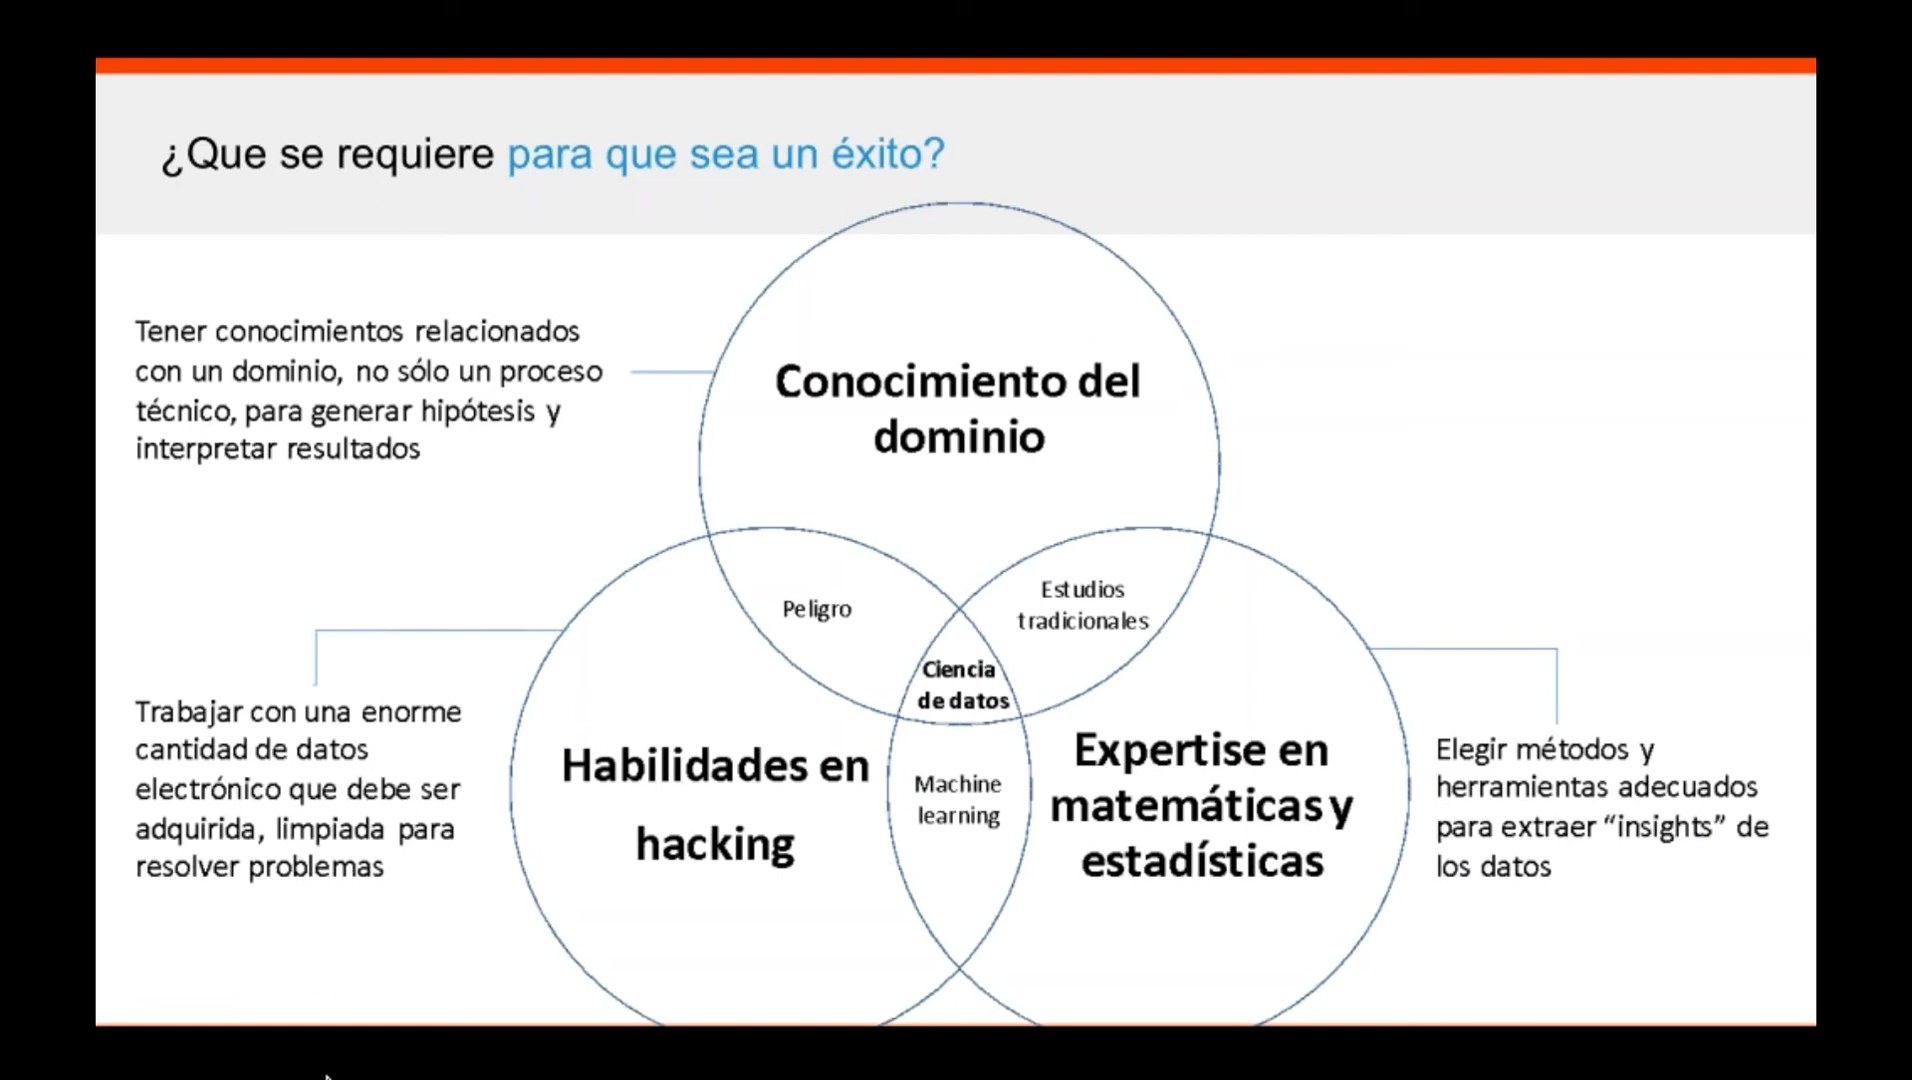 ¿Que se requiere para que sea un éxito?
Tener conocimientos relacionados
con un dominio, no sólo un proceso
técnico, para generar hipótesis y
interpretar resultados
Conocimiento del
dominio
Peligro
Estudios
tradicionales
Ciencia
de datos
Trabajar con una enorme
cantidad de datos
electrónico que debe ser
adquirida, limpiada para
resolver problemas
Habilidades en
hacking
Machine
learning
Expertise en
matemáticas y
estadísticas
Elegir métodos y
herramientas adecuados
para extraer “insights” de
los datos